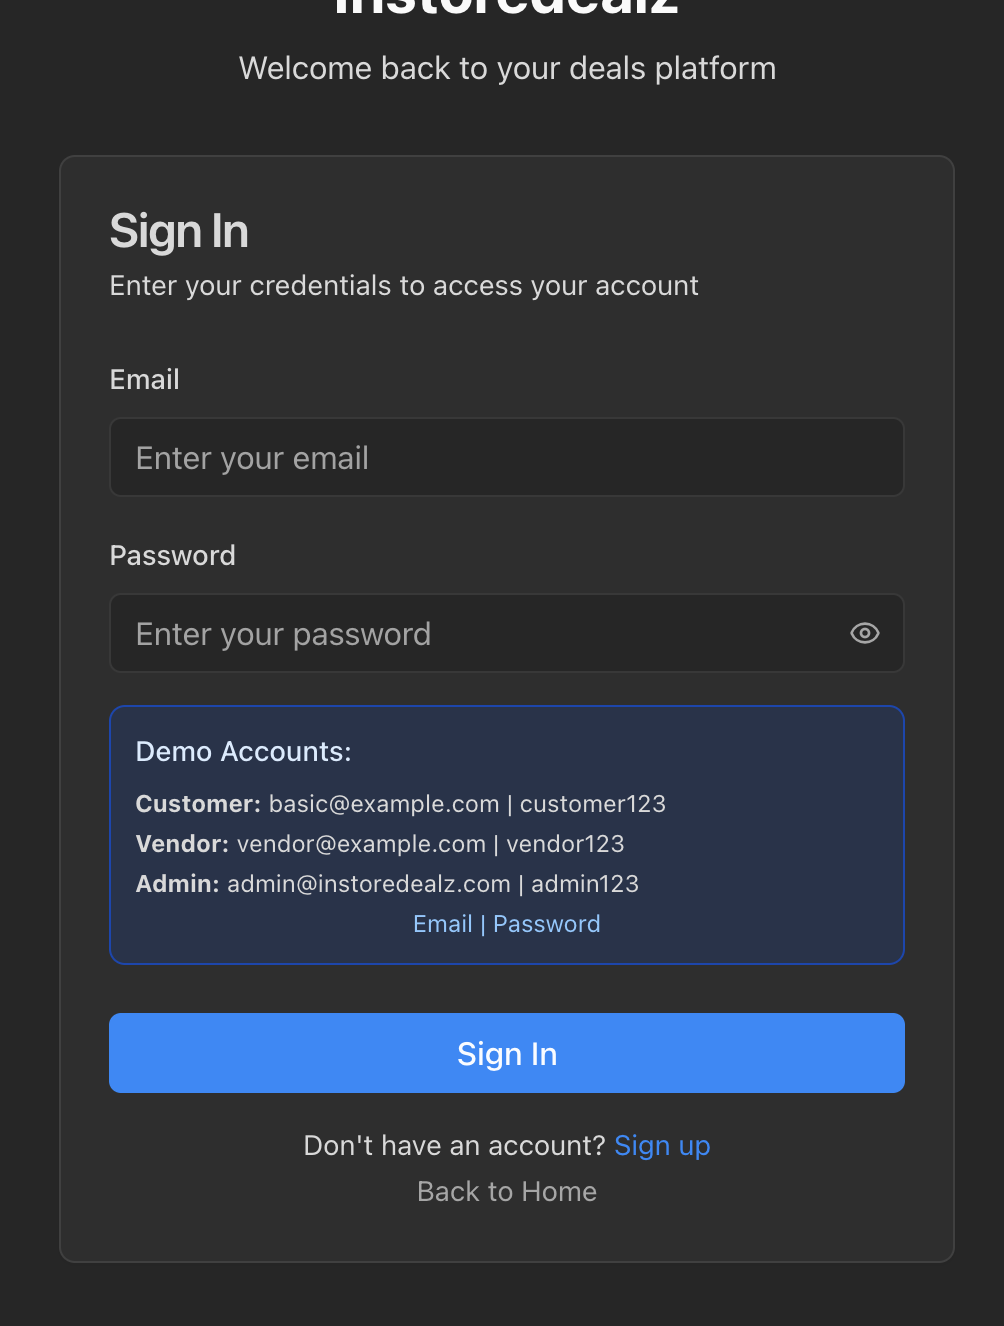 Instoredealz
Welcome back to your deals platform
Sign In
Enter your credentials to access your account
Email
Enter your email
Password
Enter your password
Demo Accounts:
Customer: basic@example.com | customer123
Vendor: vendor@example.com | vendor123
Admin: admin@instoredealz.com | admin123
Email | Password
Sign In
Don't have an account? Sign up
Back to Home